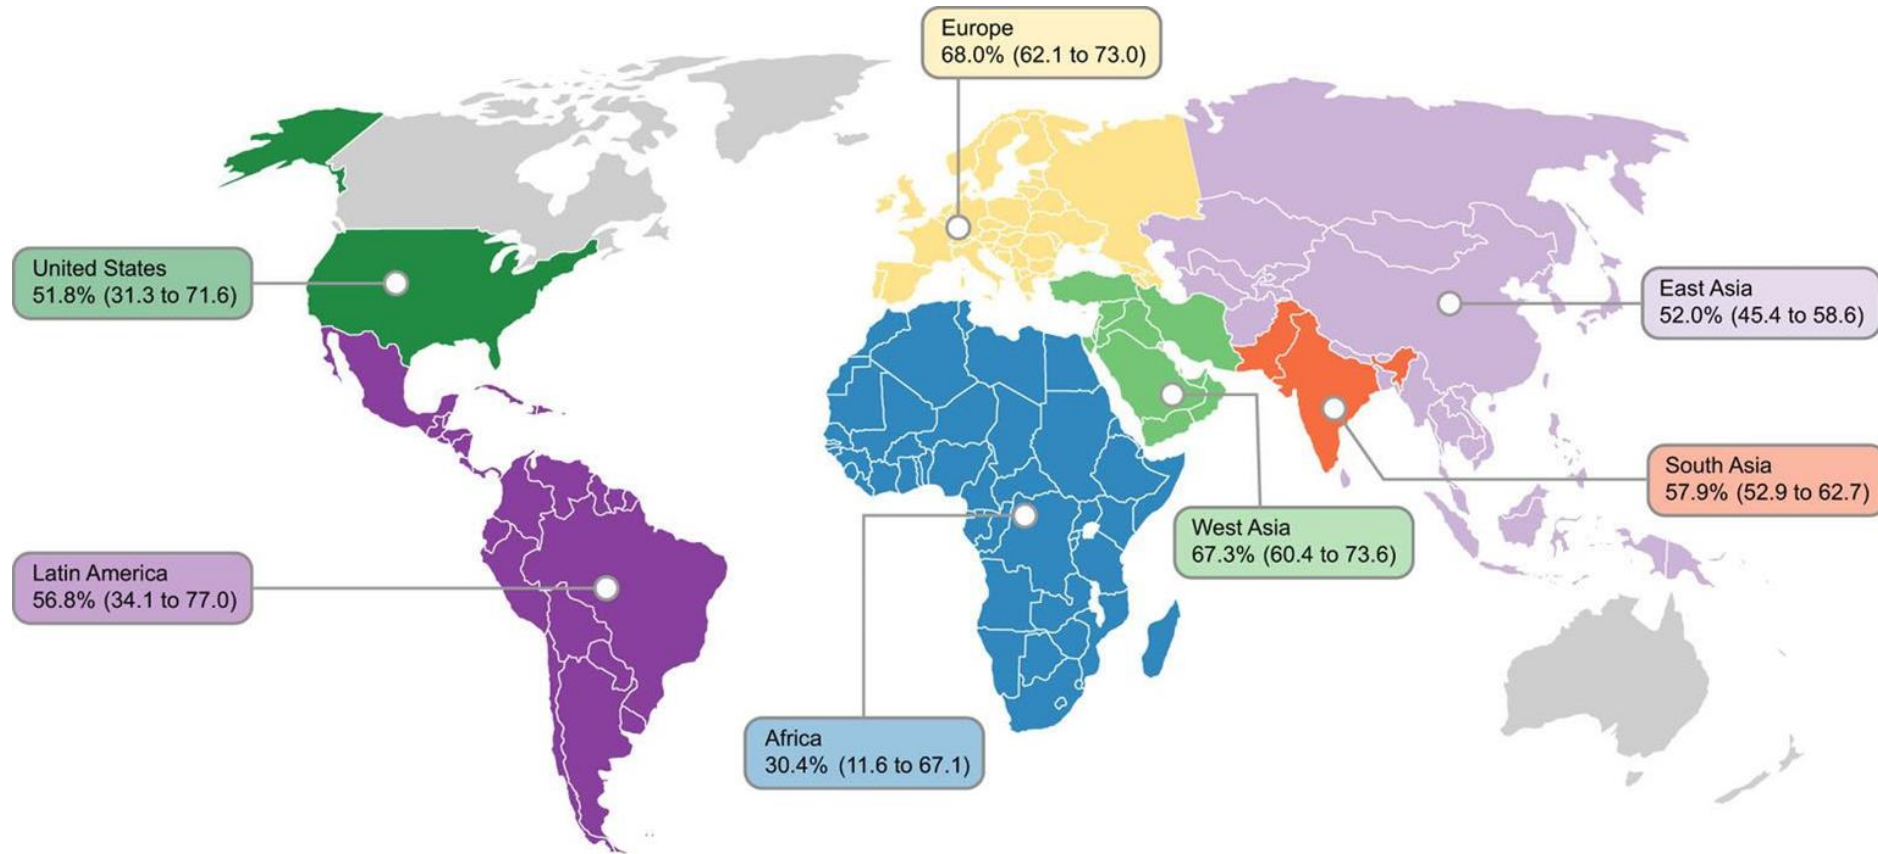 Europe
68.0% (62.1 to 73.0)
United States
51.8% (31.3 to 71.6)
East Asia
52.0% (45.4 to 58.6)
South Asia
57.9% (52.9 to 62.7)
West Asia
67.3% (60.4 to 73.6)
Latin America
56.8% (34.1 to 77.0)
Africa
30.4% (11.6 to 67.1)